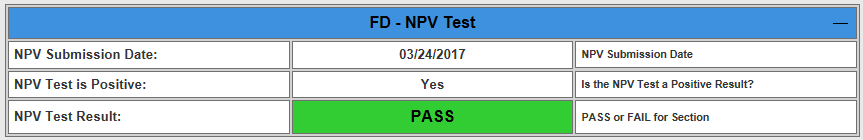 FD - NPV Test —
NPV Submission Date: 03/24/2017 NPV Submission Date
NPV Test is Positive: Yes Is the NPV Test a Positive Result?
NPV Test Result: PASS PASS or FAIL for Section